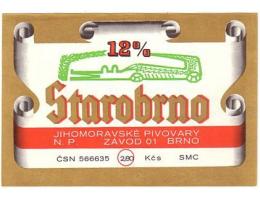 12%
Starobrno
JIHOMORAVSKÉ PIVOVARY
N. P. ZÁVOD 01 BRNO
ČSN 566635 2,80 Kčs SMC